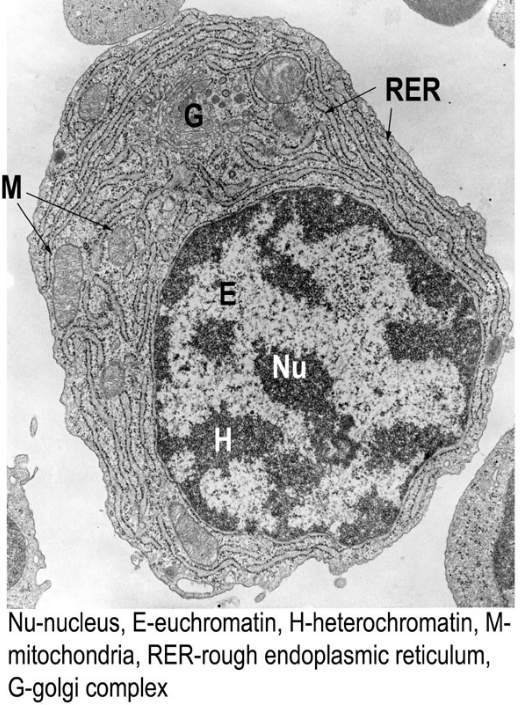 G
RER
M
E
Nu
H
Nu-nucleus, E-euchromatin, H-heterochromatin, M-
mitochondria, RER-rough endoplasmic reticulum,
G-golgi complex